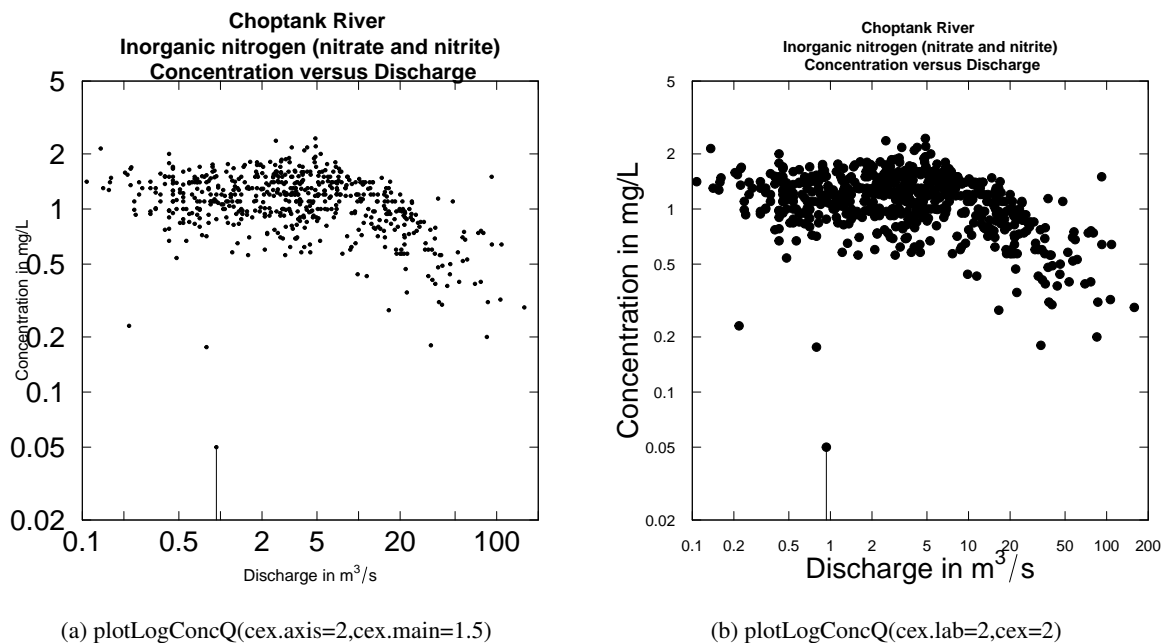 Choptank River
Inorganic nitrogen (nitrate and nitrite)
Concentration versus Discharge
5
2
1
0.5
0.2
0.1
0.05
0.02
Concentration in mg/L
0.1 0.5 2 5 20 100
Discharge in m³/s
(a) plotLogConcQ(cex.axis=2,cex.main=1.5)
Choptank River
Inorganic nitrogen (nitrate and nitrite)
Concentration versus Discharge
5
2
1
0.5
0.2
0.1
0.05
0.02
Concentration in mg/L
0.1 0.2 0.5 1 2 5 10 20 50 100 200
Discharge in m³/s
(b) plotLogConcQ(cex.lab=2,cex=2)